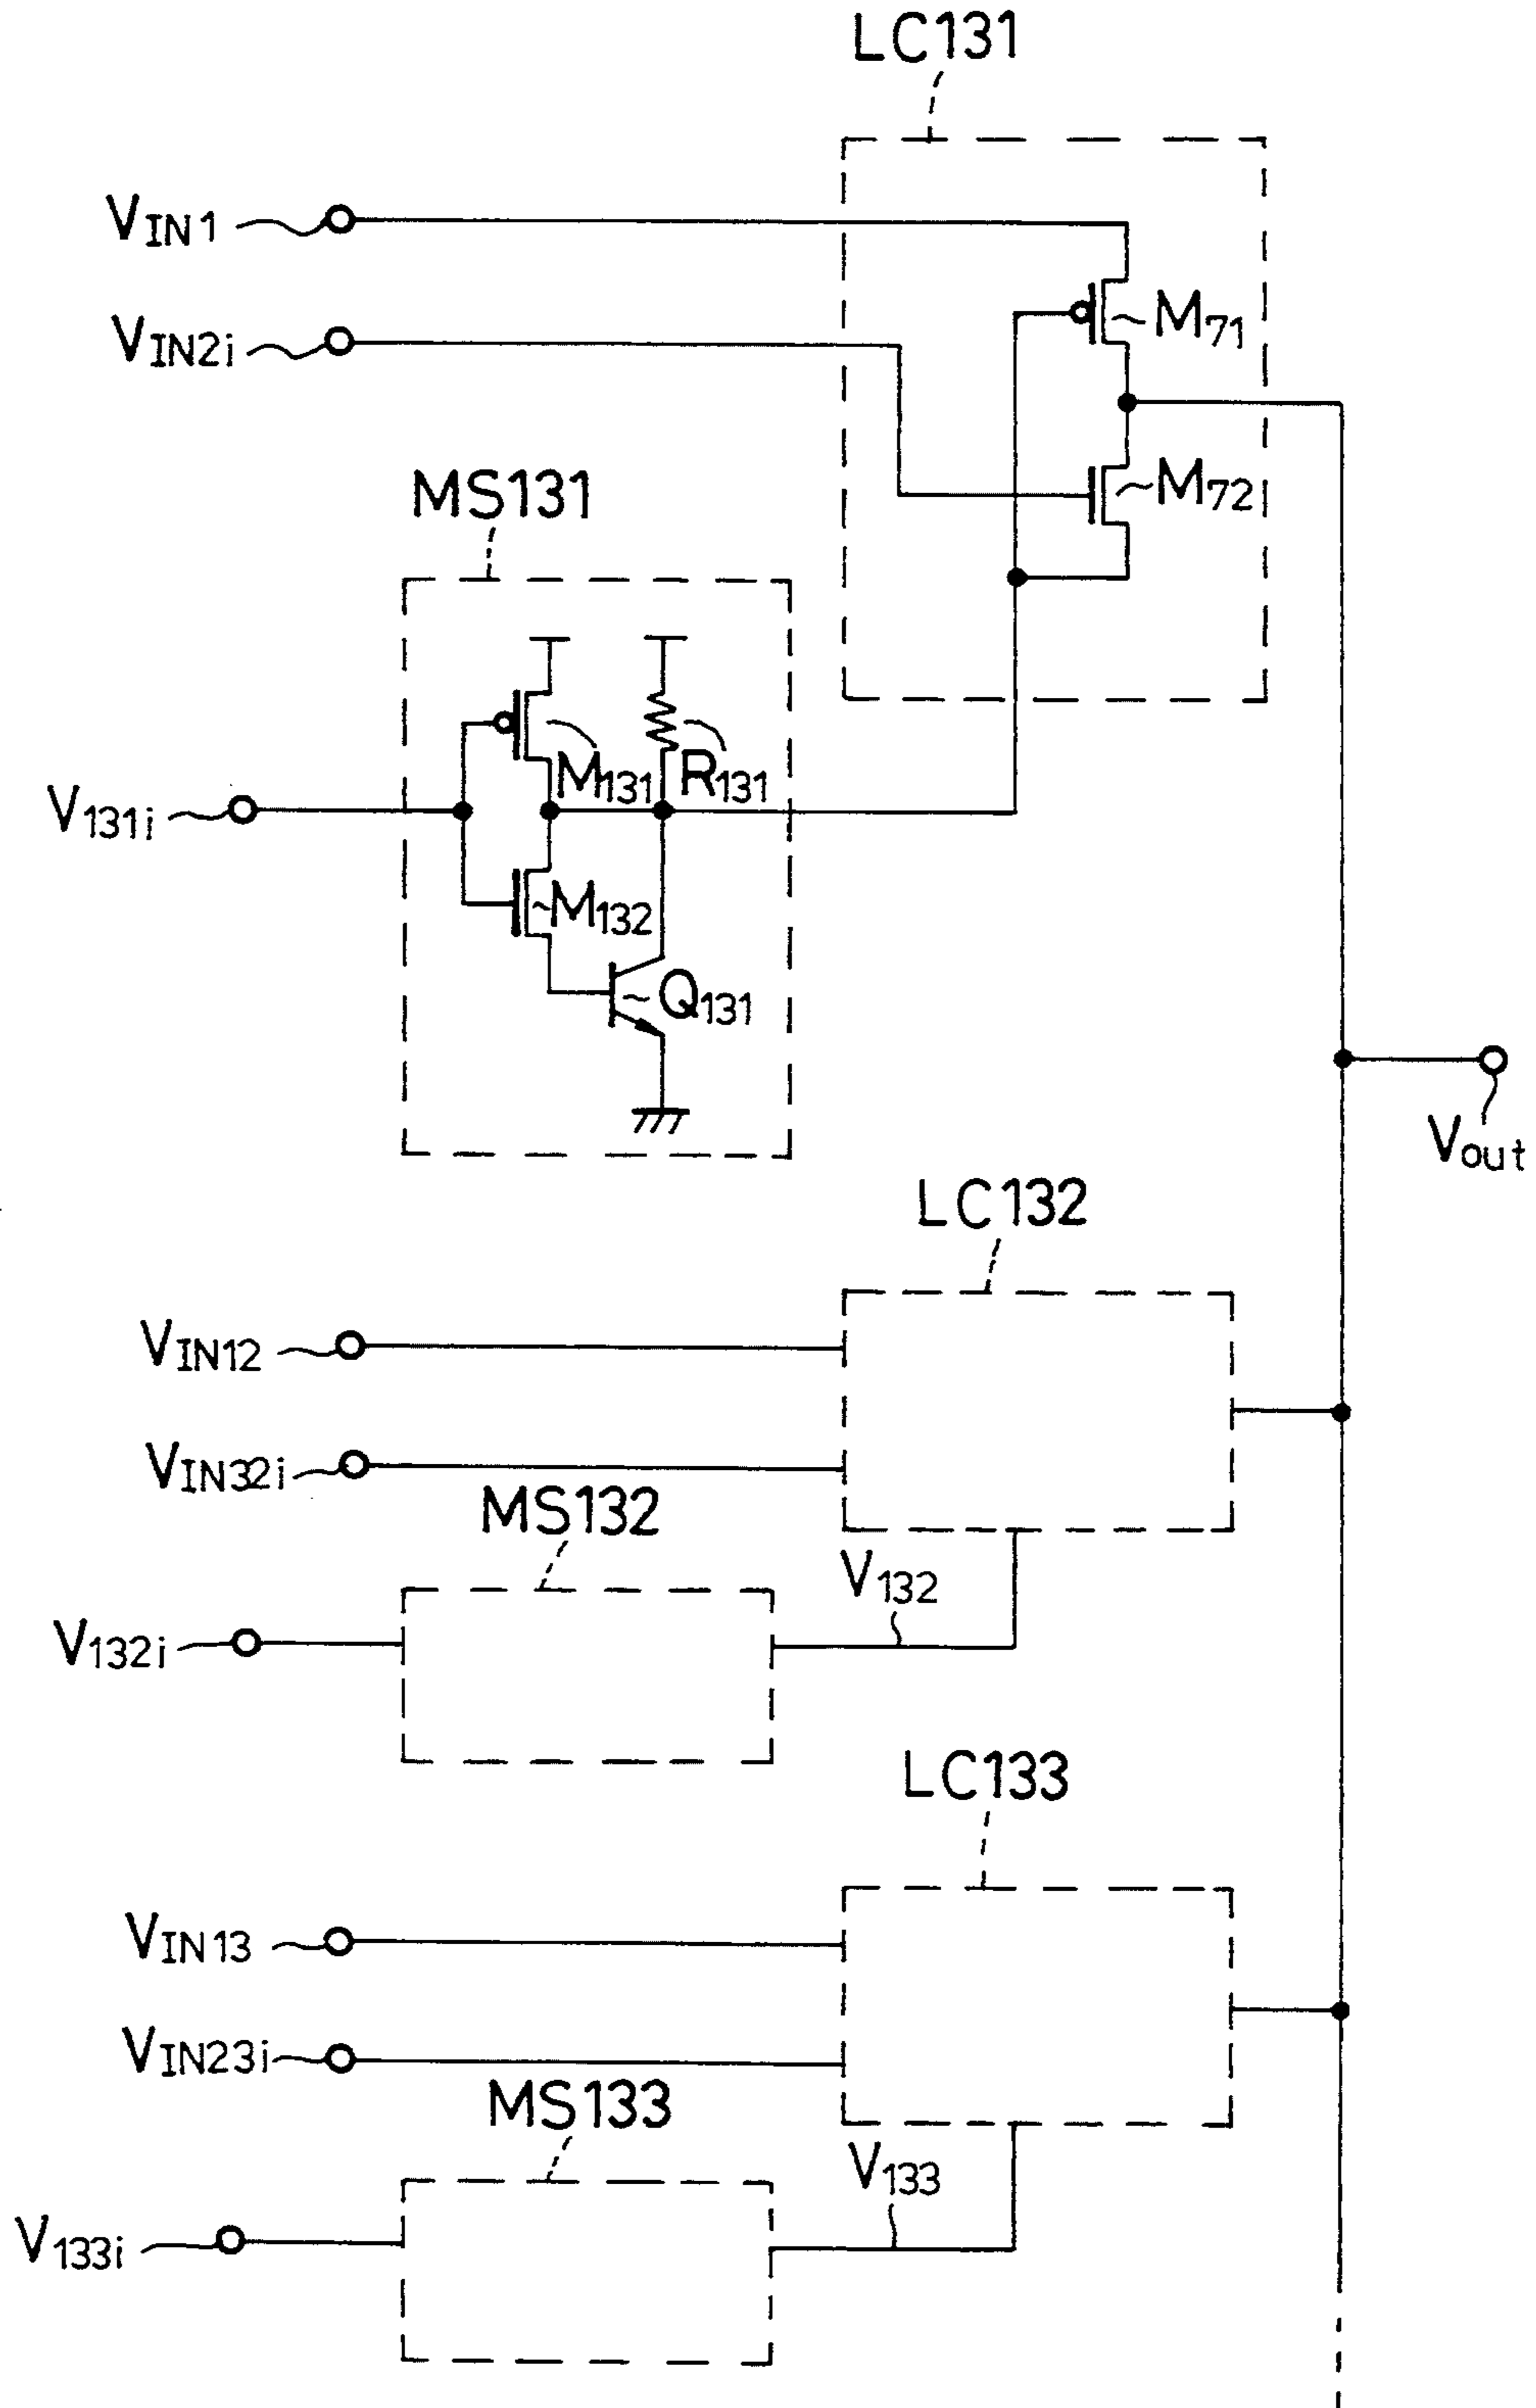 LC131
VIN1
VIN2i
M71
M72
MS131
V131i
M131
R131
M132
Q131
Vout
LC132
VIN12
VIN32i
MS132
V132
V132i
LC133
VIN13
VIN23i
MS133
V133
V133i